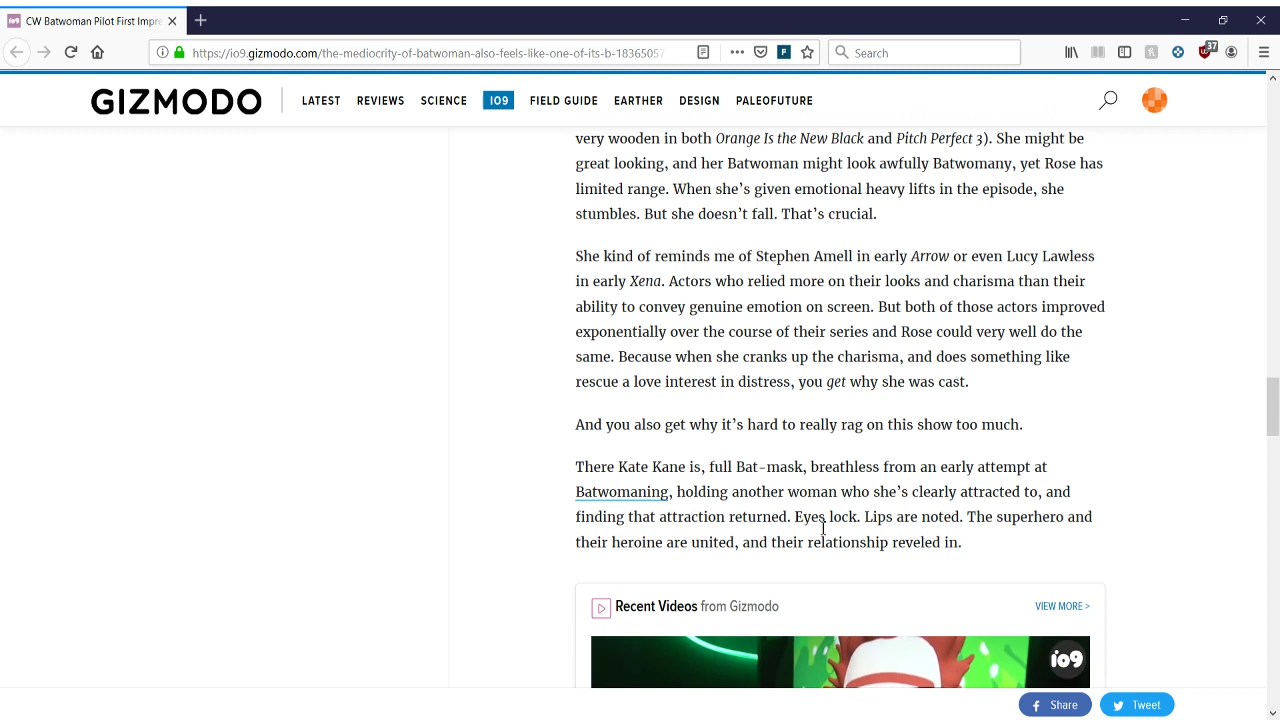 CW Batwoman Pilot First Impre
https://io9.gizmodo.com/the-mediocrity-of-batwoman-also-feels-like-one-of-its-b-18365057
F
Search
37
GIZMODO
LATEST REVIEWS SCIENCE IO9 FIELD GUIDE EARTHER DESIGN PALEOFUTURE
very wooden in both Orange Is the New Black and Pitch Perfect 3). She might be
great looking, and her Batwoman might look awfully Batwomany, yet Rose has
limited range. When she’s given emotional heavy lifts in the episode, she
stumbles. But she doesn’t fall. That’s crucial.
She kind of reminds me of Stephen Amell in early Arrow or even Lucy Lawless
in early Xena. Actors who relied more on their looks and charisma than their
ability to convey genuine emotion on screen. But both of those actors improved
exponentially over the course of their series and Rose could very well do the
same. Because when she cranks up the charisma, and does something like
rescue a love interest in distress, you get why she was cast.
And you also get why it’s hard to really rag on this show too much.
There Kate Kane is, full Bat-mask, breathless from an early attempt at
Batwomaning, holding another woman who she’s clearly attracted to, and
finding that attraction returned. Eyes lock. Lips are noted. The superhero and
their heroine are united, and their relationship reveled in.
Recent Videos from Gizmodo
VIEW MORE >
io9
Share
Tweet